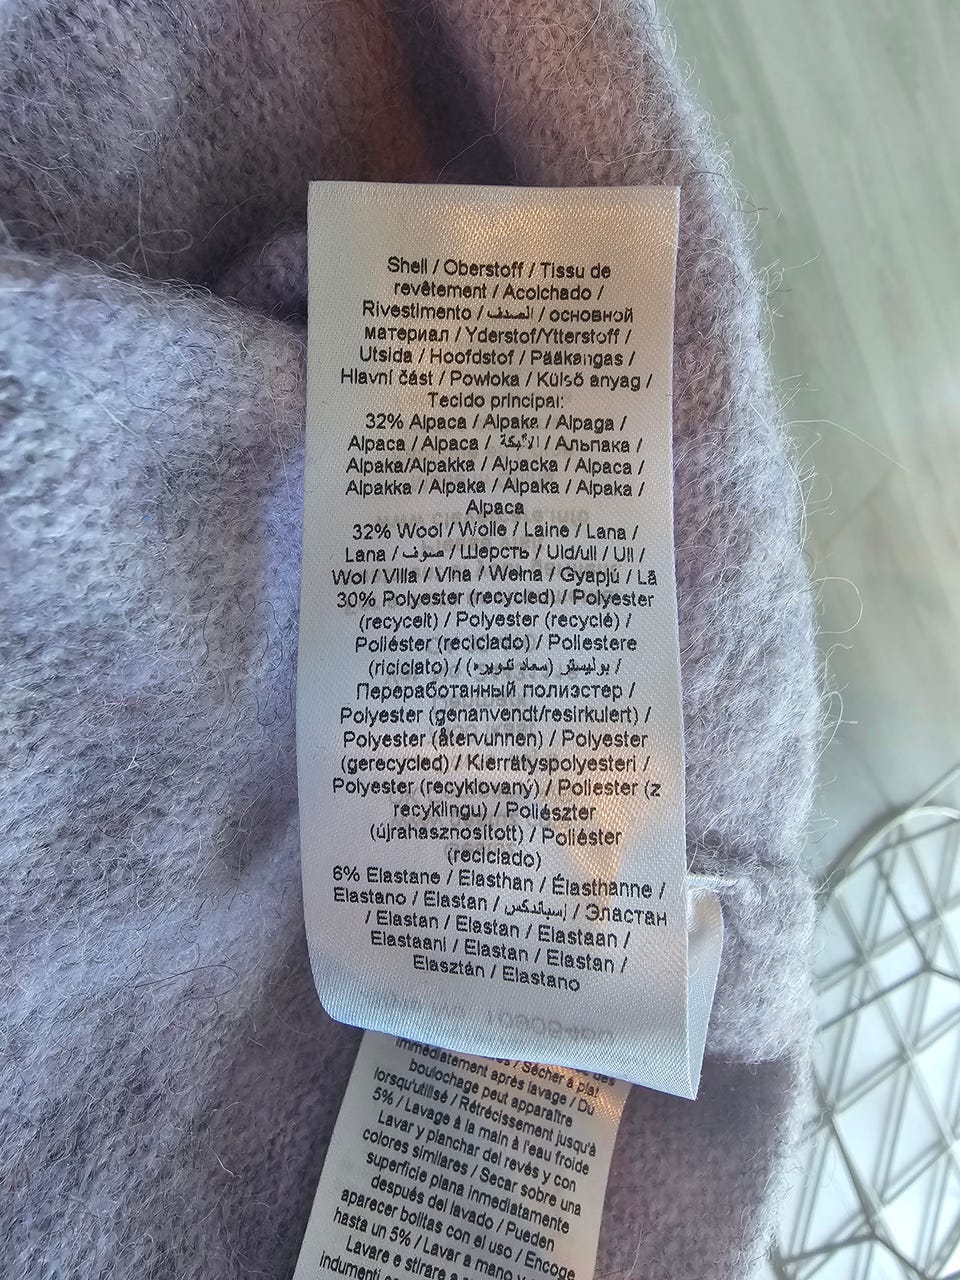 Shell / Oberstoff / Tissu de
revêtement / Acolchado /
Rivestimento / الصدف / основной
материал / Yderstof/Ytterstoff /
Utsida / Hoofdstof / Pääkangas /
Hlavní část / Powłoka / Külső anyag /
Tecido principal:
32% Alpaca / Alpaka / Alpaga /
Alpaca / Alpaca / الألبكة / Альпака /
Alpaka/Alpakka / Alpacka / Alpaca /
Alpakka / Alpaka / Alpaka / Alpaka /
Alpaca
32% Wool / Wolle / Laine / Lana /
Lana / صوف / Шерсть / Uld/ull / Ull /
Wol / Villa / Vlna / Wełna / Gyapjú / Lã
30% Polyester (recycled) / Polyester
(recycelt) / Polyester (recyclé) /
Poliéster (reciclado) / Poliestere
(riciclato) / بوليستر (معاد تدويره) /
Переработанный полиэстер /
Polyester (genanvendt/resirkulert) /
Polyester (återvunnen) / Polyester
(gerecycled) / Kierrätyspolyesteri /
Polyester (recyklovaný) / Poliester (z
recyklingu) / Poliészter
(újrahasznosított) / Poliéster
(reciclado)
6% Elastane / Elasthan / Élasthanne /
Elastano / Elastan / إسباندكس / Эластан
/ Elastan / Elastan / Elastaan /
Elastaani / Elastan / Elastan /
Elasztán / Elastano
/ Sécher à plat
immédiatement après lavage / Du
boulochage peut apparaître
lorsqu'utilisé / Rétrécissement jusqu'à
5% / Lavage à la main à l'eau froide
Lavar y planchar del revés y con
colores similares / Secar sobre una
superficie plana inmediatamente
después del lavado / Pueden
aparecer bolitas con el uso / Encoge
hasta un 5% / Lavar a mano
Lavare e stirare a
indumenti